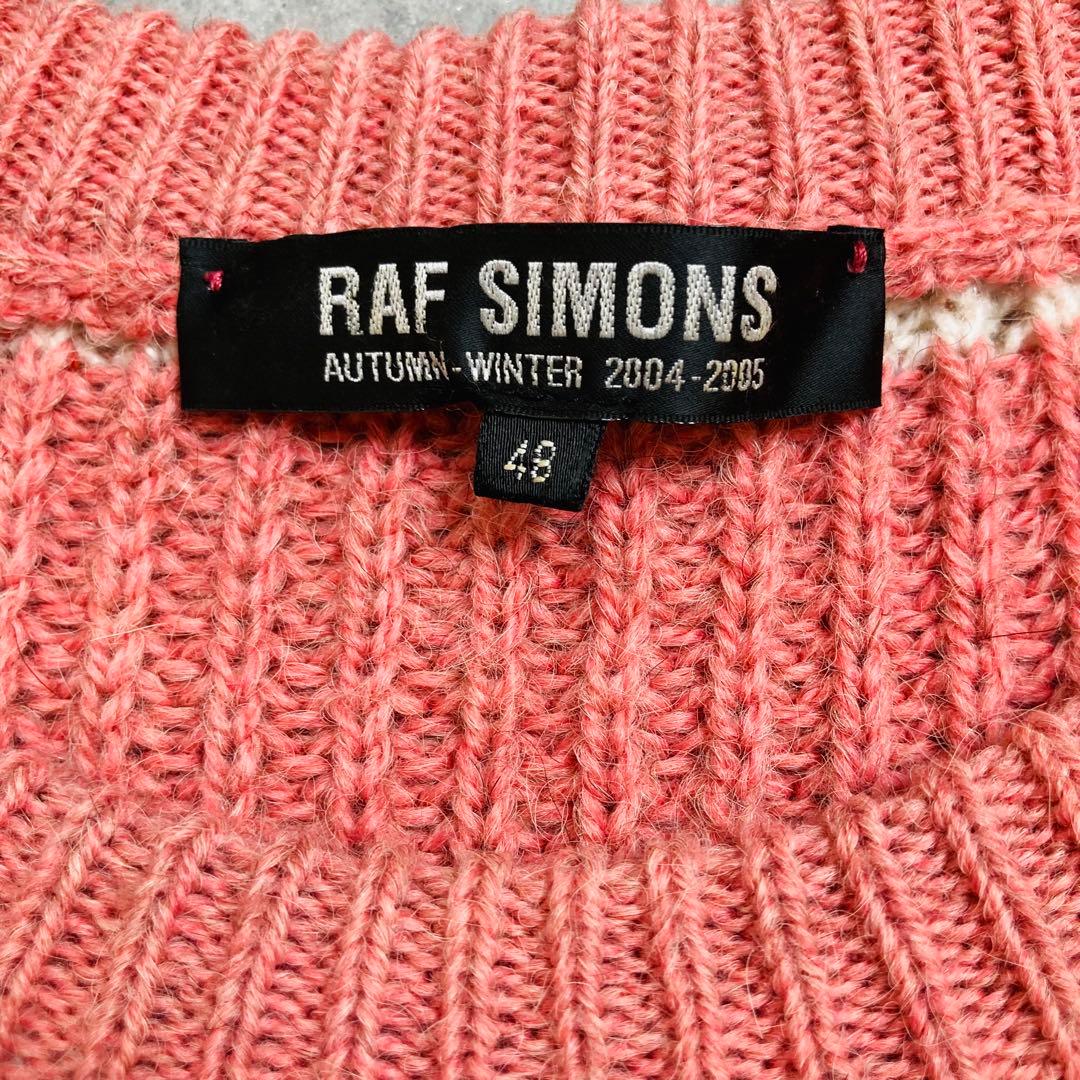 RAF SIMONS
AUTUMN-WINTER 2004-2005
48